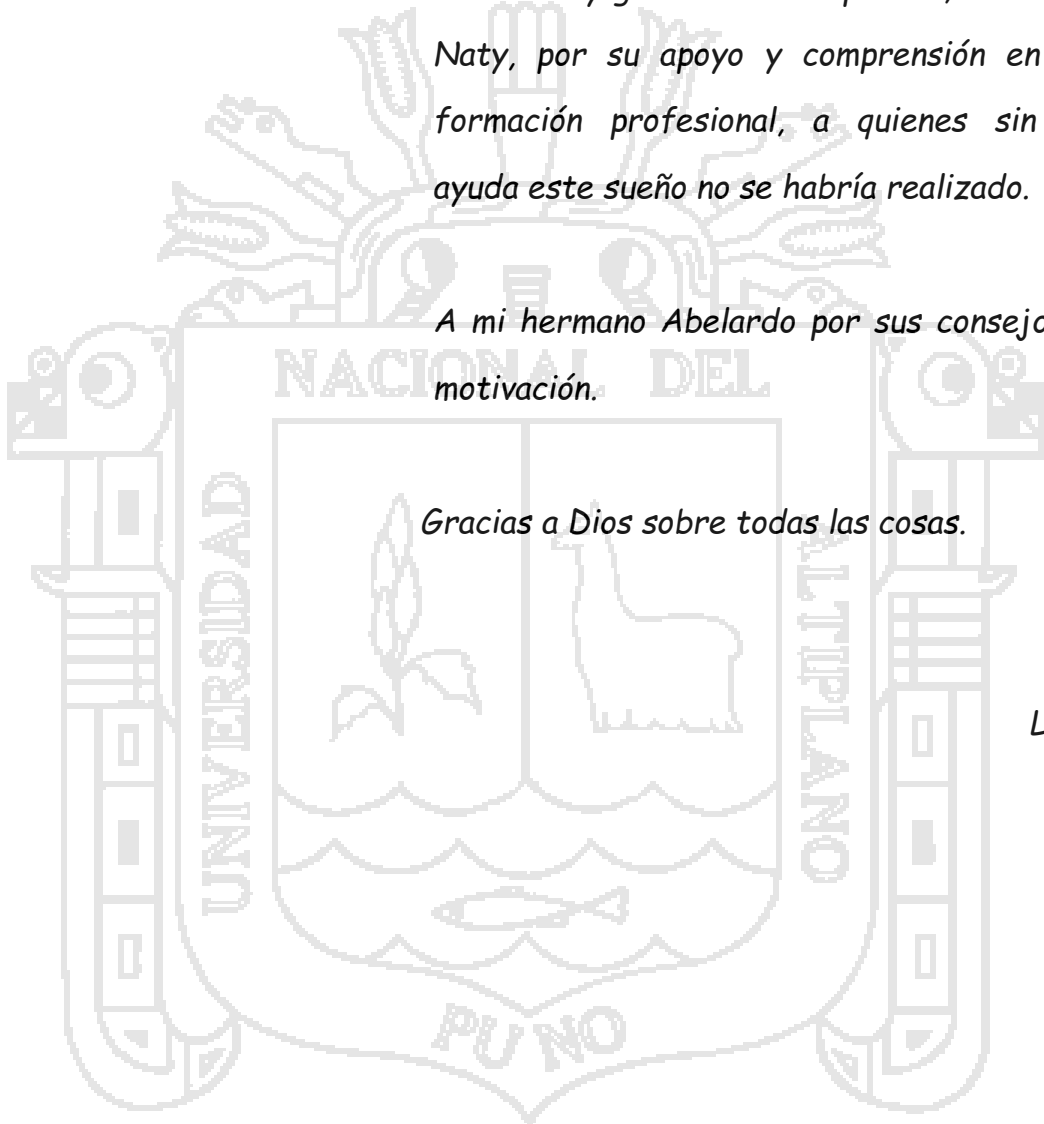 Naty, por su apoyo y comprensión en
formación profesional, a quienes sin
ayuda este sueño no se habría realizado.
A mi hermano Abelardo por sus
motivación.
Gracias a Dios sobre todas las cosas.
NACIONAL DEL
UNIVERSIDAD
ALTIPLANO
PUNO